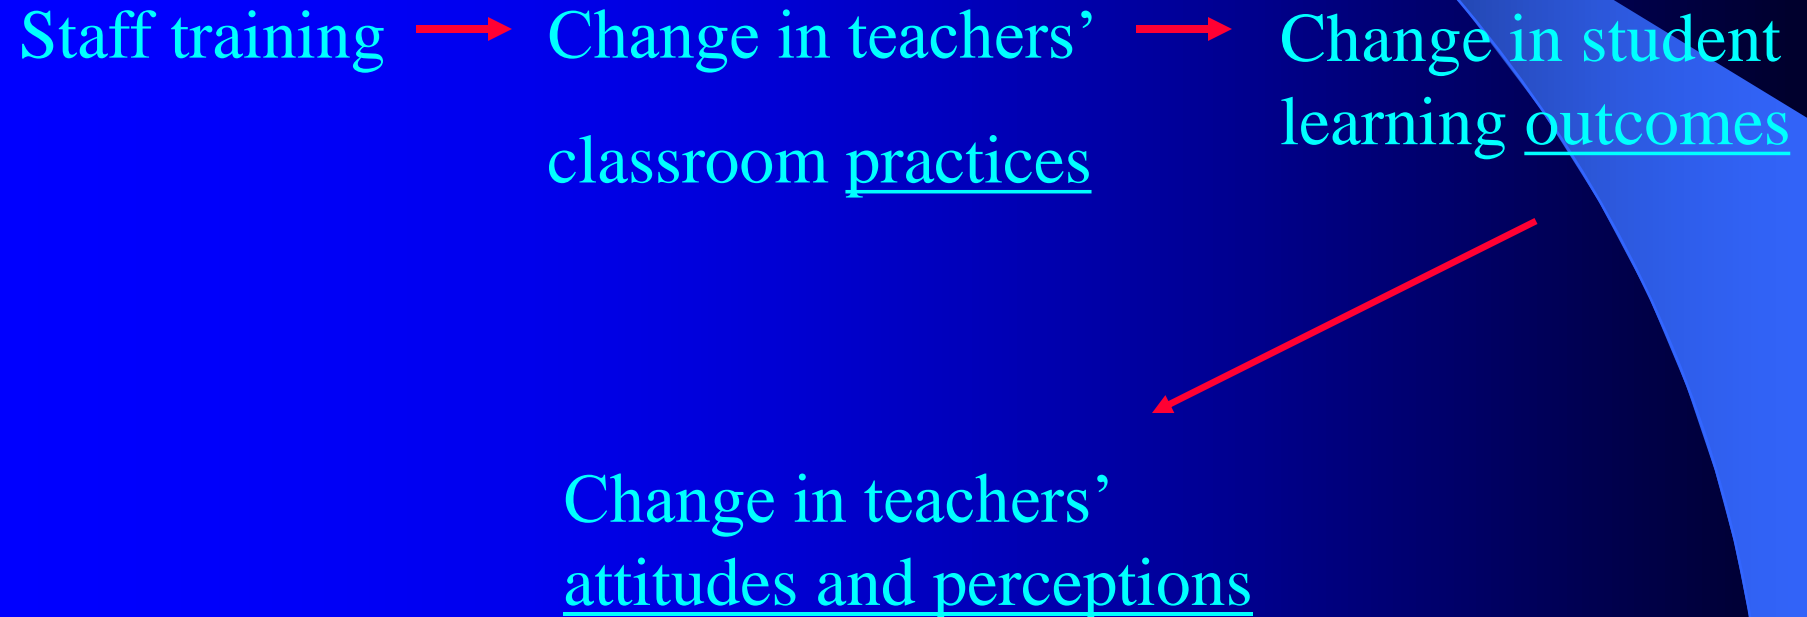 Staff training
Change in teachers’
classroom practices
Change in student
learning outcomes
Change in teachers’
attitudes and perceptions